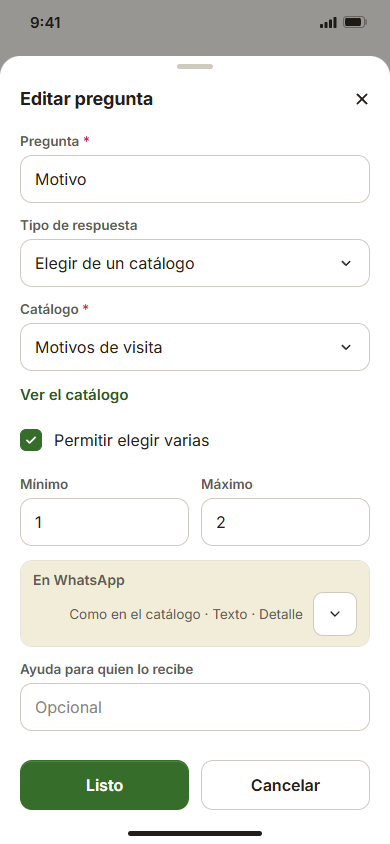 9:41
Editar pregunta
Pregunta *
Motivo
Tipo de respuesta
Elegir de un catálogo
Catálogo *
Motivos de visita
Ver el catálogo
Permitir elegir varias
Mínimo
Máximo
1
2
En WhatsApp
Como en el catálogo · Texto · Detalle
Ayuda para quien lo recibe
Opcional
Listo
Cancelar